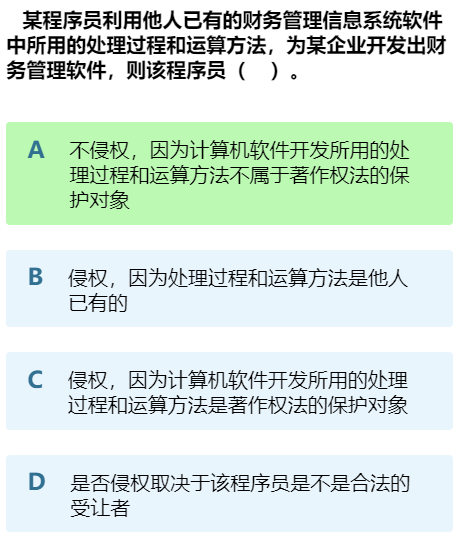 某程序员利用他人已有的财务管理信息系统软件
中所用的处理过程和运算方法，为某企业开发出财
务管理软件，则该程序员（ ）。
A 不侵权，因为计算机软件开发所用的处
理过程和运算方法不属于著作权法的保
护对象
B 侵权，因为处理过程和运算方法是他人
已有的
C 侵权，因为计算机软件开发所用的处理
过程和运算方法是著作权法的保护对象
D 是否侵权取决于该程序员是不是合法的
受让者